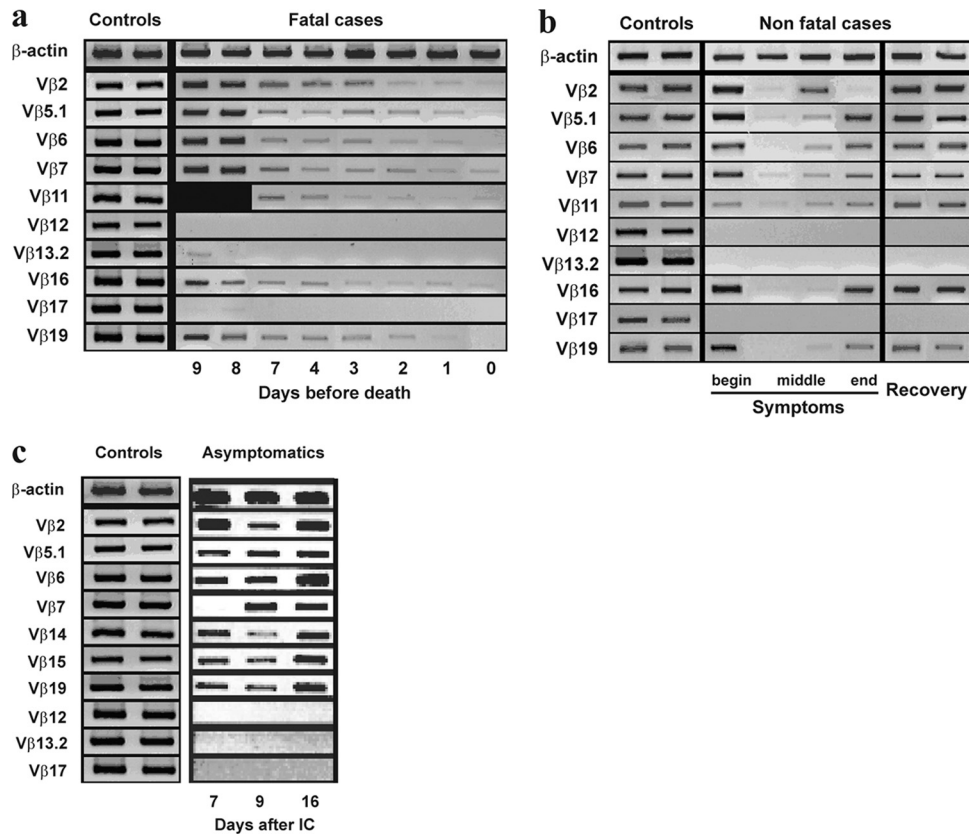 a
Controls Fatal cases
β-actin
Vβ2
Vβ5.1
Vβ6
Vβ7
Vβ11
Vβ12
Vβ13.2
Vβ16
Vβ17
Vβ19
9 8 7 4 3 2 1 0
Days before death
b
Controls Non fatal cases
β-actin
Vβ2
Vβ5.1
Vβ6
Vβ7
Vβ11
Vβ12
Vβ13.2
Vβ16
Vβ17
Vβ19
begin middle end
Symptoms
Recovery
c
Controls Asymptomatics
β-actin
Vβ2
Vβ5.1
Vβ6
Vβ7
Vβ14
Vβ15
Vβ19
Vβ12
Vβ13.2
Vβ17
7 9 16
Days after IC